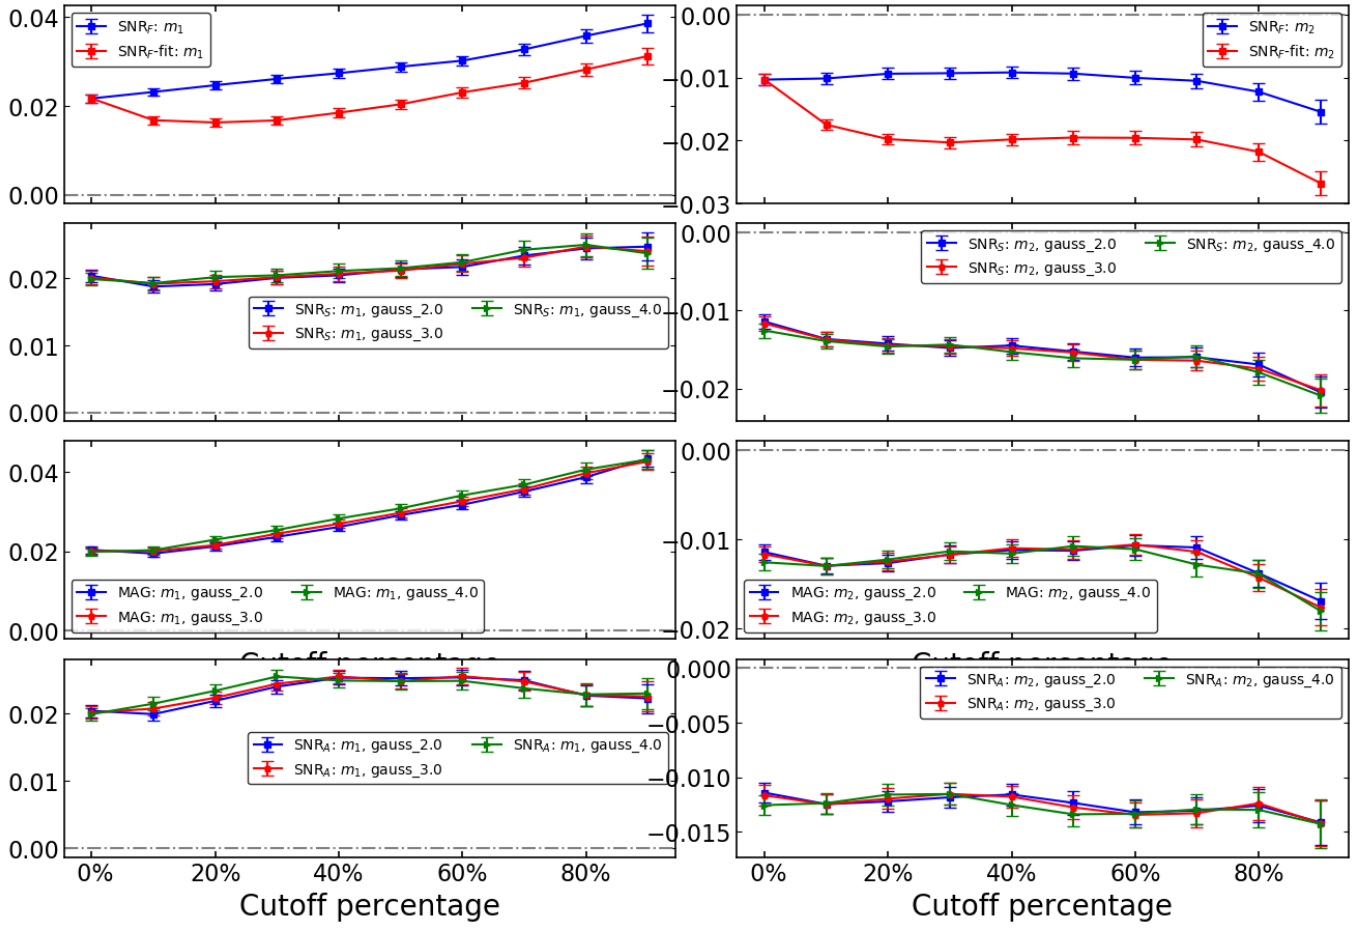 0.04
0.02
0.00
SNR_F: m_1
SNR_F-fit: m_1
0.00
−0.01
−0.02
−0.03
SNR_F: m_2
SNR_F-fit: m_2
0.02
0.01
0.00
SNR_S: m_1, gauss_2.0 SNR_S: m_1, gauss_4.0
SNR_S: m_1, gauss_3.0
0.00
−0.01
−0.02
SNR_S: m_2, gauss_2.0 SNR_S: m_2, gauss_4.0
SNR_S: m_2, gauss_3.0
0.04
0.02
0.00
MAG: m_1, gauss_2.0 MAG: m_1, gauss_4.0
MAG: m_1, gauss_3.0
Cutoff percentage
0.00
−0.01
−0.02
MAG: m_2, gauss_2.0 MAG: m_2, gauss_4.0
MAG: m_2, gauss_3.0
Cutoff percentage
0.02
0.01
0.00
SNR_A: m_1, gauss_2.0 SNR_A: m_1, gauss_4.0
SNR_A: m_1, gauss_3.0
0% 20% 40% 60% 80%
Cutoff percentage
0.000
−0.005
−0.010
−0.015
SNR_A: m_2, gauss_2.0 SNR_A: m_2, gauss_4.0
SNR_A: m_2, gauss_3.0
0% 20% 40% 60% 80%
Cutoff percentage